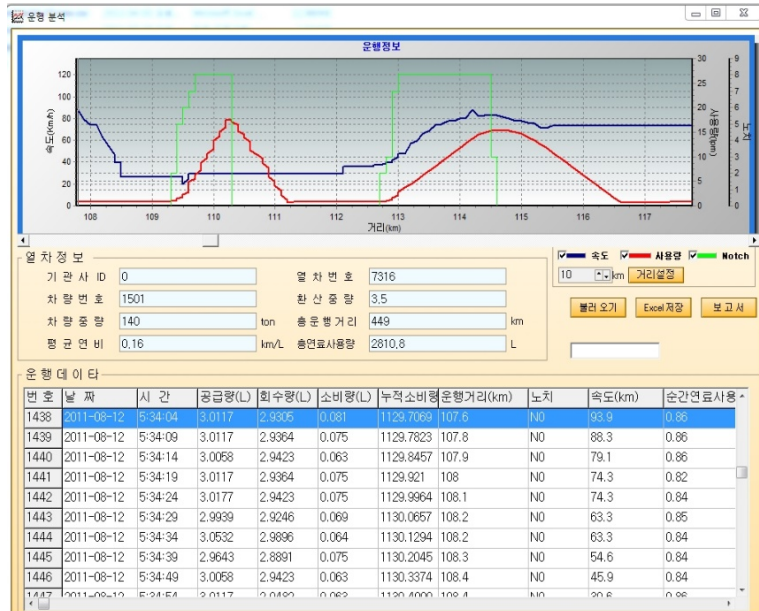 운행 분석
운행정보
120
100
80
60
40
20
0
속도(Km/h)
30
25
20
15
10
5
0
사용량(lpm)
9
8
7
6
5
4
3
2
1
0
노치
108 109 110 111 112 113 114 115 116 117
거리(km)
열 차 정 보
속도 사용량 Notch
10 km 거리설정
기 관 사 ID 0 열 차 번 호 7316
차 량 번 호 1501 환 산 중 량 3.5
차 량 중 량 140 ton 총 운 행 거 리 449 km
평 균 연 비 0.16 km/L 총연료사용량 2810.8 L
불러 오기 Excel 저장 보 고 서
운 행 데 이 타
번 호 날 짜 시 간 공급량(L) 회수량(L) 소비량(L) 누적소비량 운행거리(km) 노치 속도(km) 순간연료사용
1438 2011-08-12 5:34:04 3.0117 2.9305 0.081 1129.7069 107.6 N0 93.9 0.86
1439 2011-08-12 5:34:09 3.0117 2.9364 0.075 1129.7823 107.8 N0 88.3 0.86
1440 2011-08-12 5:34:14 3.0058 2.9423 0.063 1129.8457 107.9 N0 79.1 0.86
1441 2011-08-12 5:34:19 3.0117 2.9364 0.075 1129.921 108 N0 74.3 0.82
1442 2011-08-12 5:34:24 3.0177 2.9423 0.075 1129.9964 108.1 N0 74.3 0.84
1443 2011-08-12 5:34:29 2.9939 2.9246 0.069 1130.0657 108.2 N0 63.3 0.85
1444 2011-08-12 5:34:34 3.0532 2.9896 0.064 1130.1294 108.2 N0 63.3 0.84
1445 2011-08-12 5:34:39 2.9643 2.8891 0.075 1130.2045 108.3 N0 54.6 0.84
1446 2011-08-12 5:34:49 3.0058 2.9423 0.063 1130.3374 108.4 N0 45.9 0.84